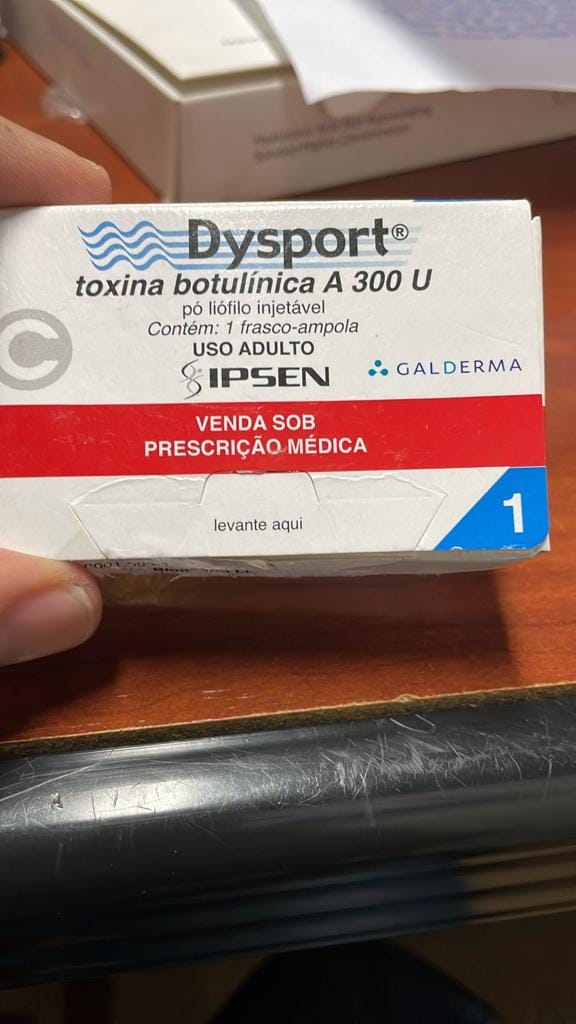 Dysport®
toxina botulínica A 300 U
pó liófilo injetável
Contém: 1 frasco-ampola
USO ADULTO
IPSEN
GALDERMA
VENDA SOB
PRESCRIÇÃO MÉDICA
levante aqui
1